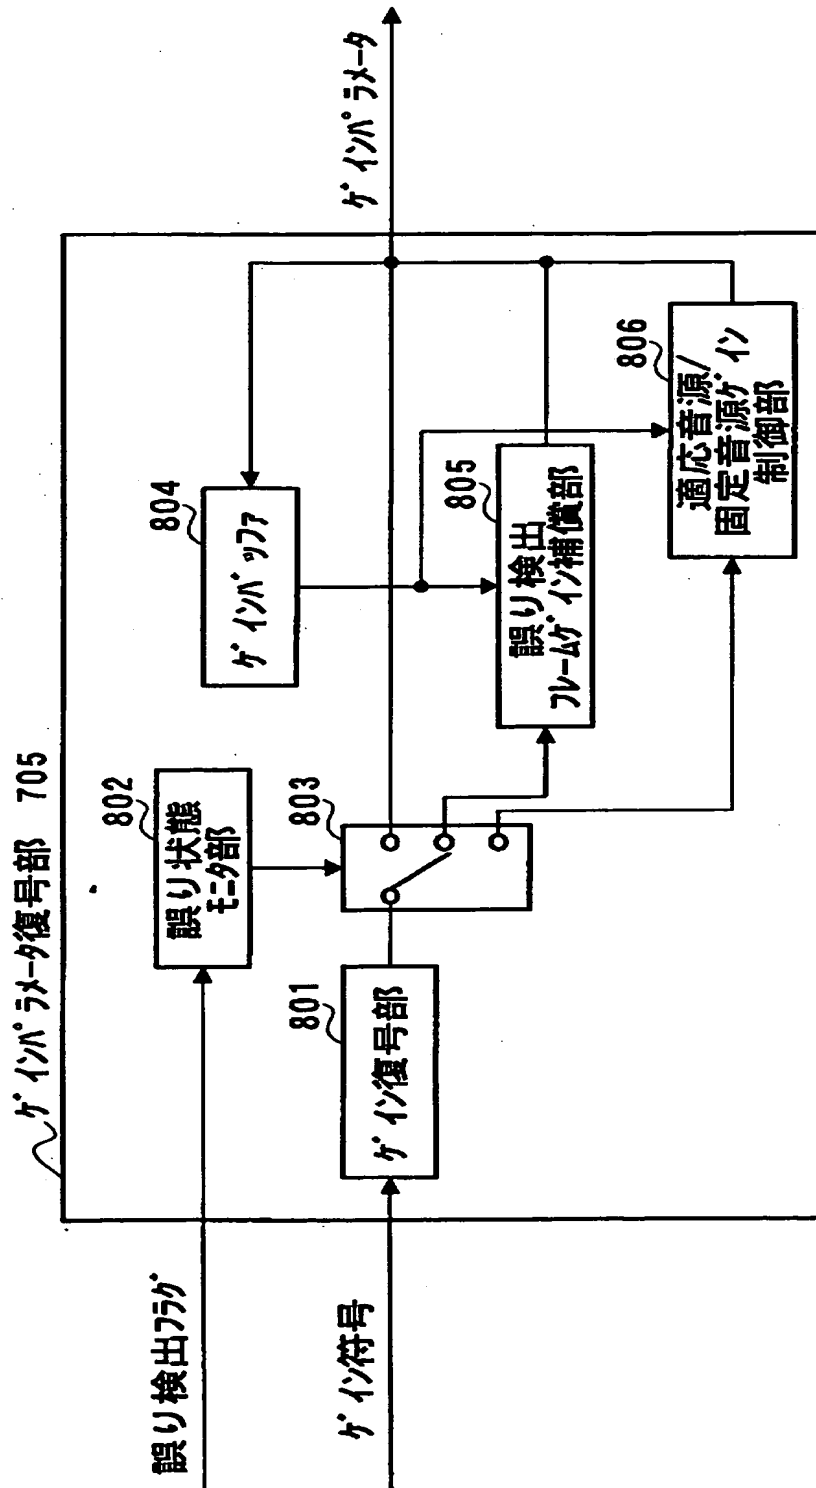 ゲインパラメータ復号部 705
誤り検出フラグ
802
誤り状態
モニタ部
804
ゲインバッファ
ゲイン符号
801
ゲイン復号部
803
ゲインパラメータ
805
誤り検出
フレームゲイン補償部
806
適応音源/
固定音源ゲイン
制御部